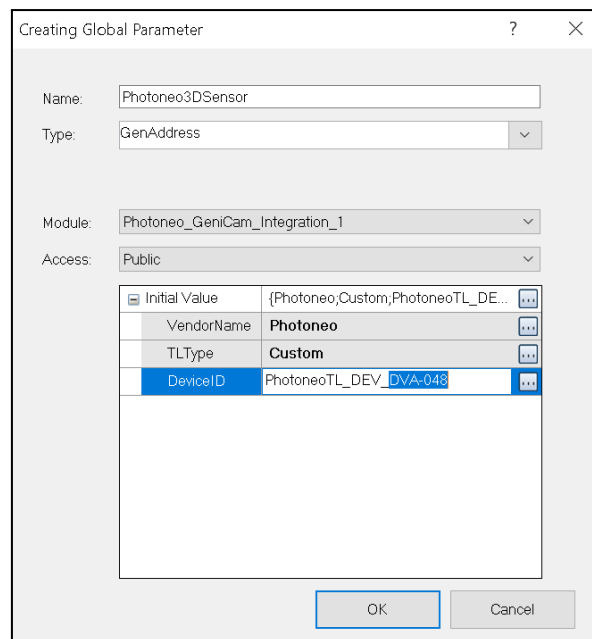 Creating Global Parameter ?
Name: Photoneo3DSensor
Type: GenAddress
Module: Photoneo_GeniCam_Integration_1
Access: Public
Initial Value {Photoneo;Custom;PhotoneoTL_DE... ...
VendorName Photoneo ...
TLType Custom ...
DeviceID PhotoneoTL_DEV_DVA-048 ...
OK Cancel